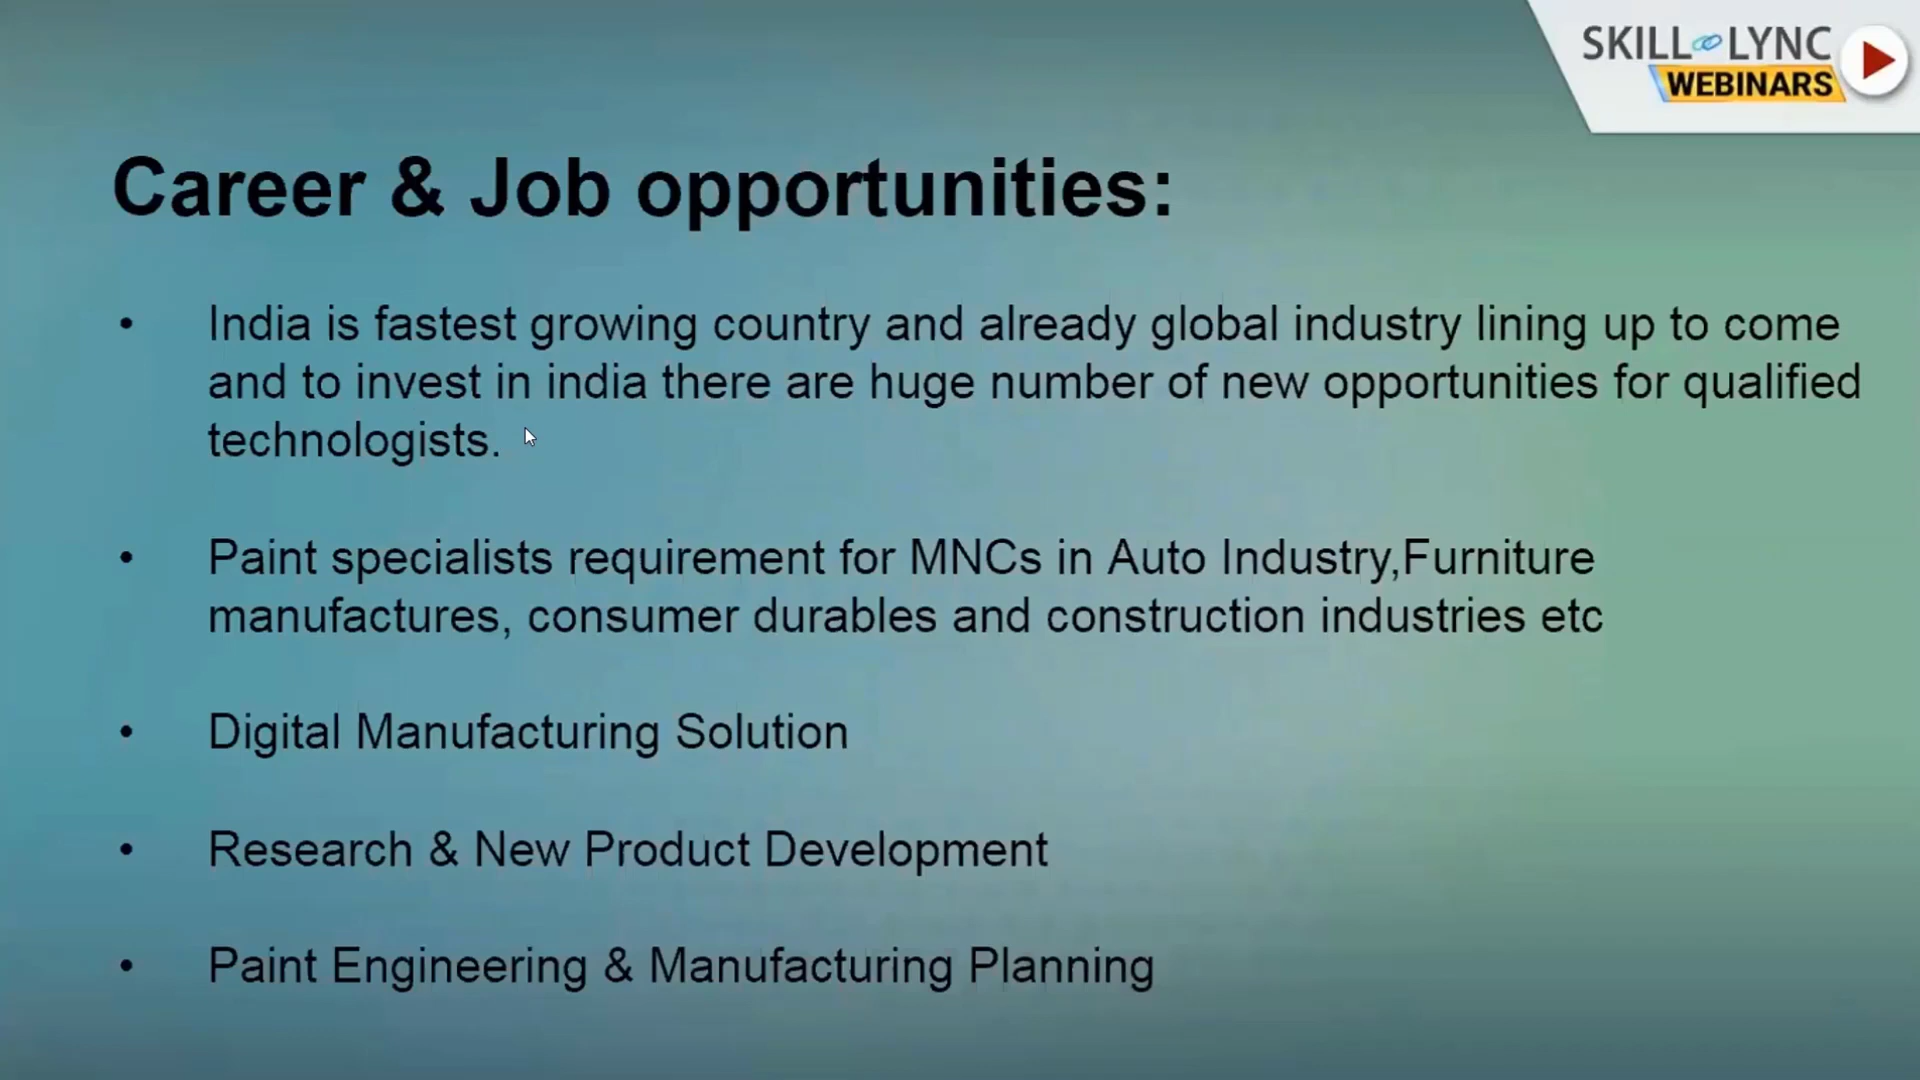 SKILL LYNC
WEBINARS
Career & Job opportunities:
• India is fastest growing country and already global industry lining up to come
and to invest in india there are huge number of new opportunities for qualified
technologists.
• Paint specialists requirement for MNCs in Auto Industry,Furniture
manufactures, consumer durables and construction industries etc
• Digital Manufacturing Solution
• Research & New Product Development
• Paint Engineering & Manufacturing Planning